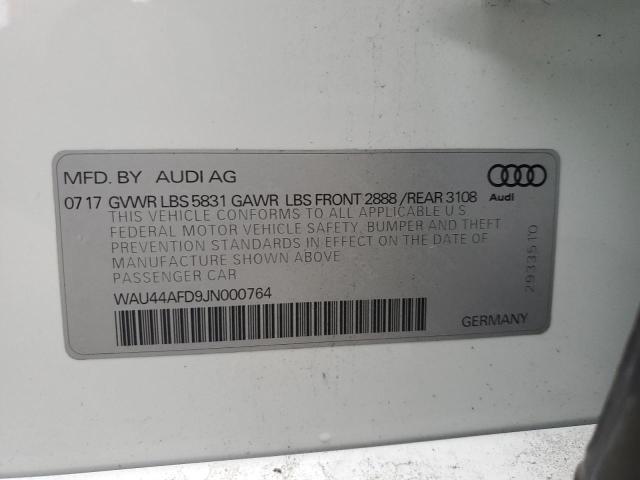 MFD. BY AUDI AG
07 17 GVWR LBS 5831 GAWR LBS FRONT 2888 / REAR 3108
Audi
THIS VEHICLE CONFORMS TO ALL APPLICABLE U S
FEDERAL MOTOR VEHICLE SAFETY, BUMPER AND THEFT
PREVENTION STANDARDS IN EFFECT ON THE DATE OF
MANUFACTURE SHOWN ABOVE
PASSENGER CAR
WAU44AFD9JN000764
GERMANY
2933510